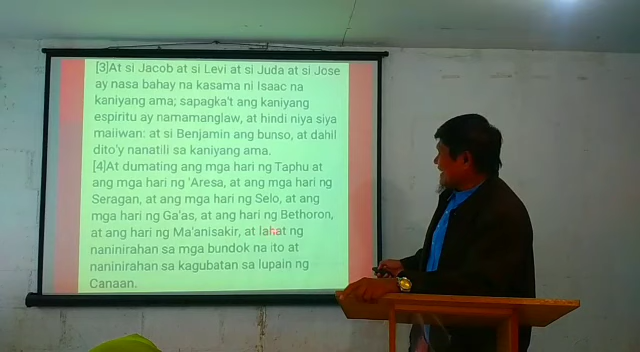 [3]At si Jacob at si Levi at si Juda at si Jose
ay nasa bahay na kasama ni Isaac na
kaniyang ama; sapagka't ang kaniyang
espiritu ay namamanglaw, at hindi niya siya
maiiwan: at si Benjamin ang bunso, at dahil
dito'y nanatili sa kaniyang ama.
[4]At dumating ang mga hari ng Taphu at
ang mga hari ng 'Aresa, at ang mga hari ng
Seragan, at ang mga hari ng Selo, at ang
mga hari ng Ga'as, at ang hari ng Bethoron,
at ang hari ng Ma'anisakir, at lahat ng
naninirahan sa mga bundok na ito at
naninirahan sa kagubatan sa lupain ng
Canaan.